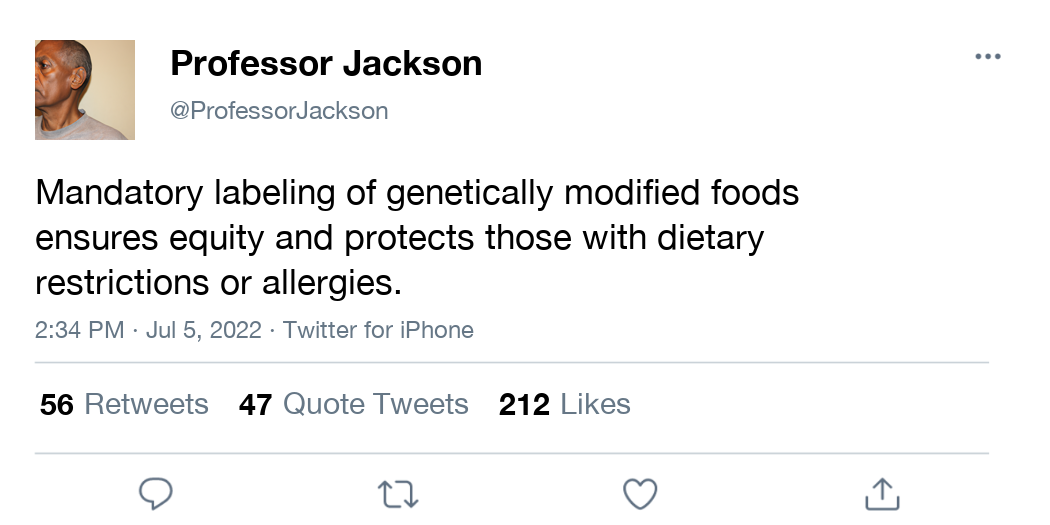 Professor Jackson
@ProfessorJackson
Mandatory labeling of genetically modified foods
ensures equity and protects those with dietary
restrictions or allergies.
2:34 PM · Jul 5, 2022 · Twitter for iPhone
56 Retweets 47 Quote Tweets 212 Likes